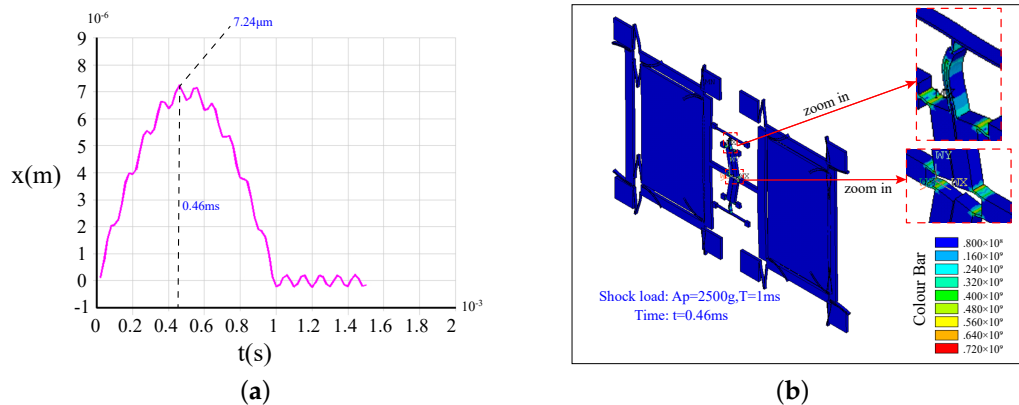 10⁻⁶
9
8
7
6
5
4
3
2
1
0
-1
x(m)
7.24μm
0.46ms
10⁻³
0 0.2 0.4 0.6 0.8 1 1.2 1.4 1.6 1.8 2
t(s)
(a)
zoom in
zoom in
WY
WX
Shock load: Ap=2500g,T=1ms
Time: t=0.46ms
Colour Bar
.800×10⁸
.160×10⁹
.240×10⁹
.320×10⁹
.400×10⁹
.480×10⁹
.560×10⁹
.640×10⁹
.720×10⁹
(b)